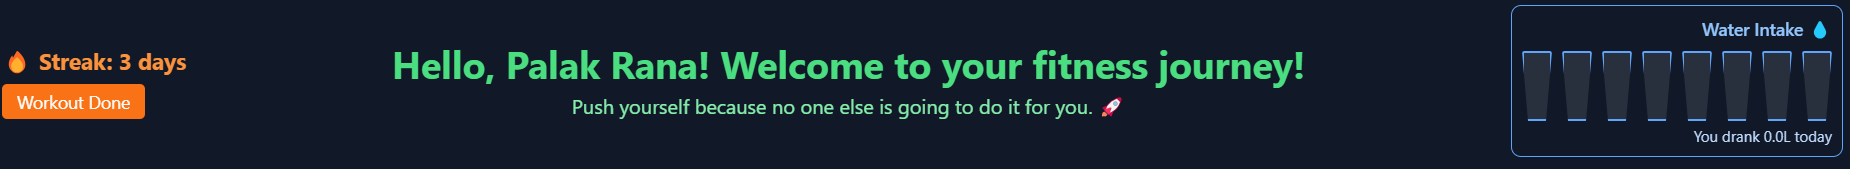 🔥 Streak: 3 days
Workout Done
Hello, Palak Rana! Welcome to your fitness journey!
Push yourself because no one else is going to do it for you. 🚀
Water Intake 💧
You drank 0.0L today